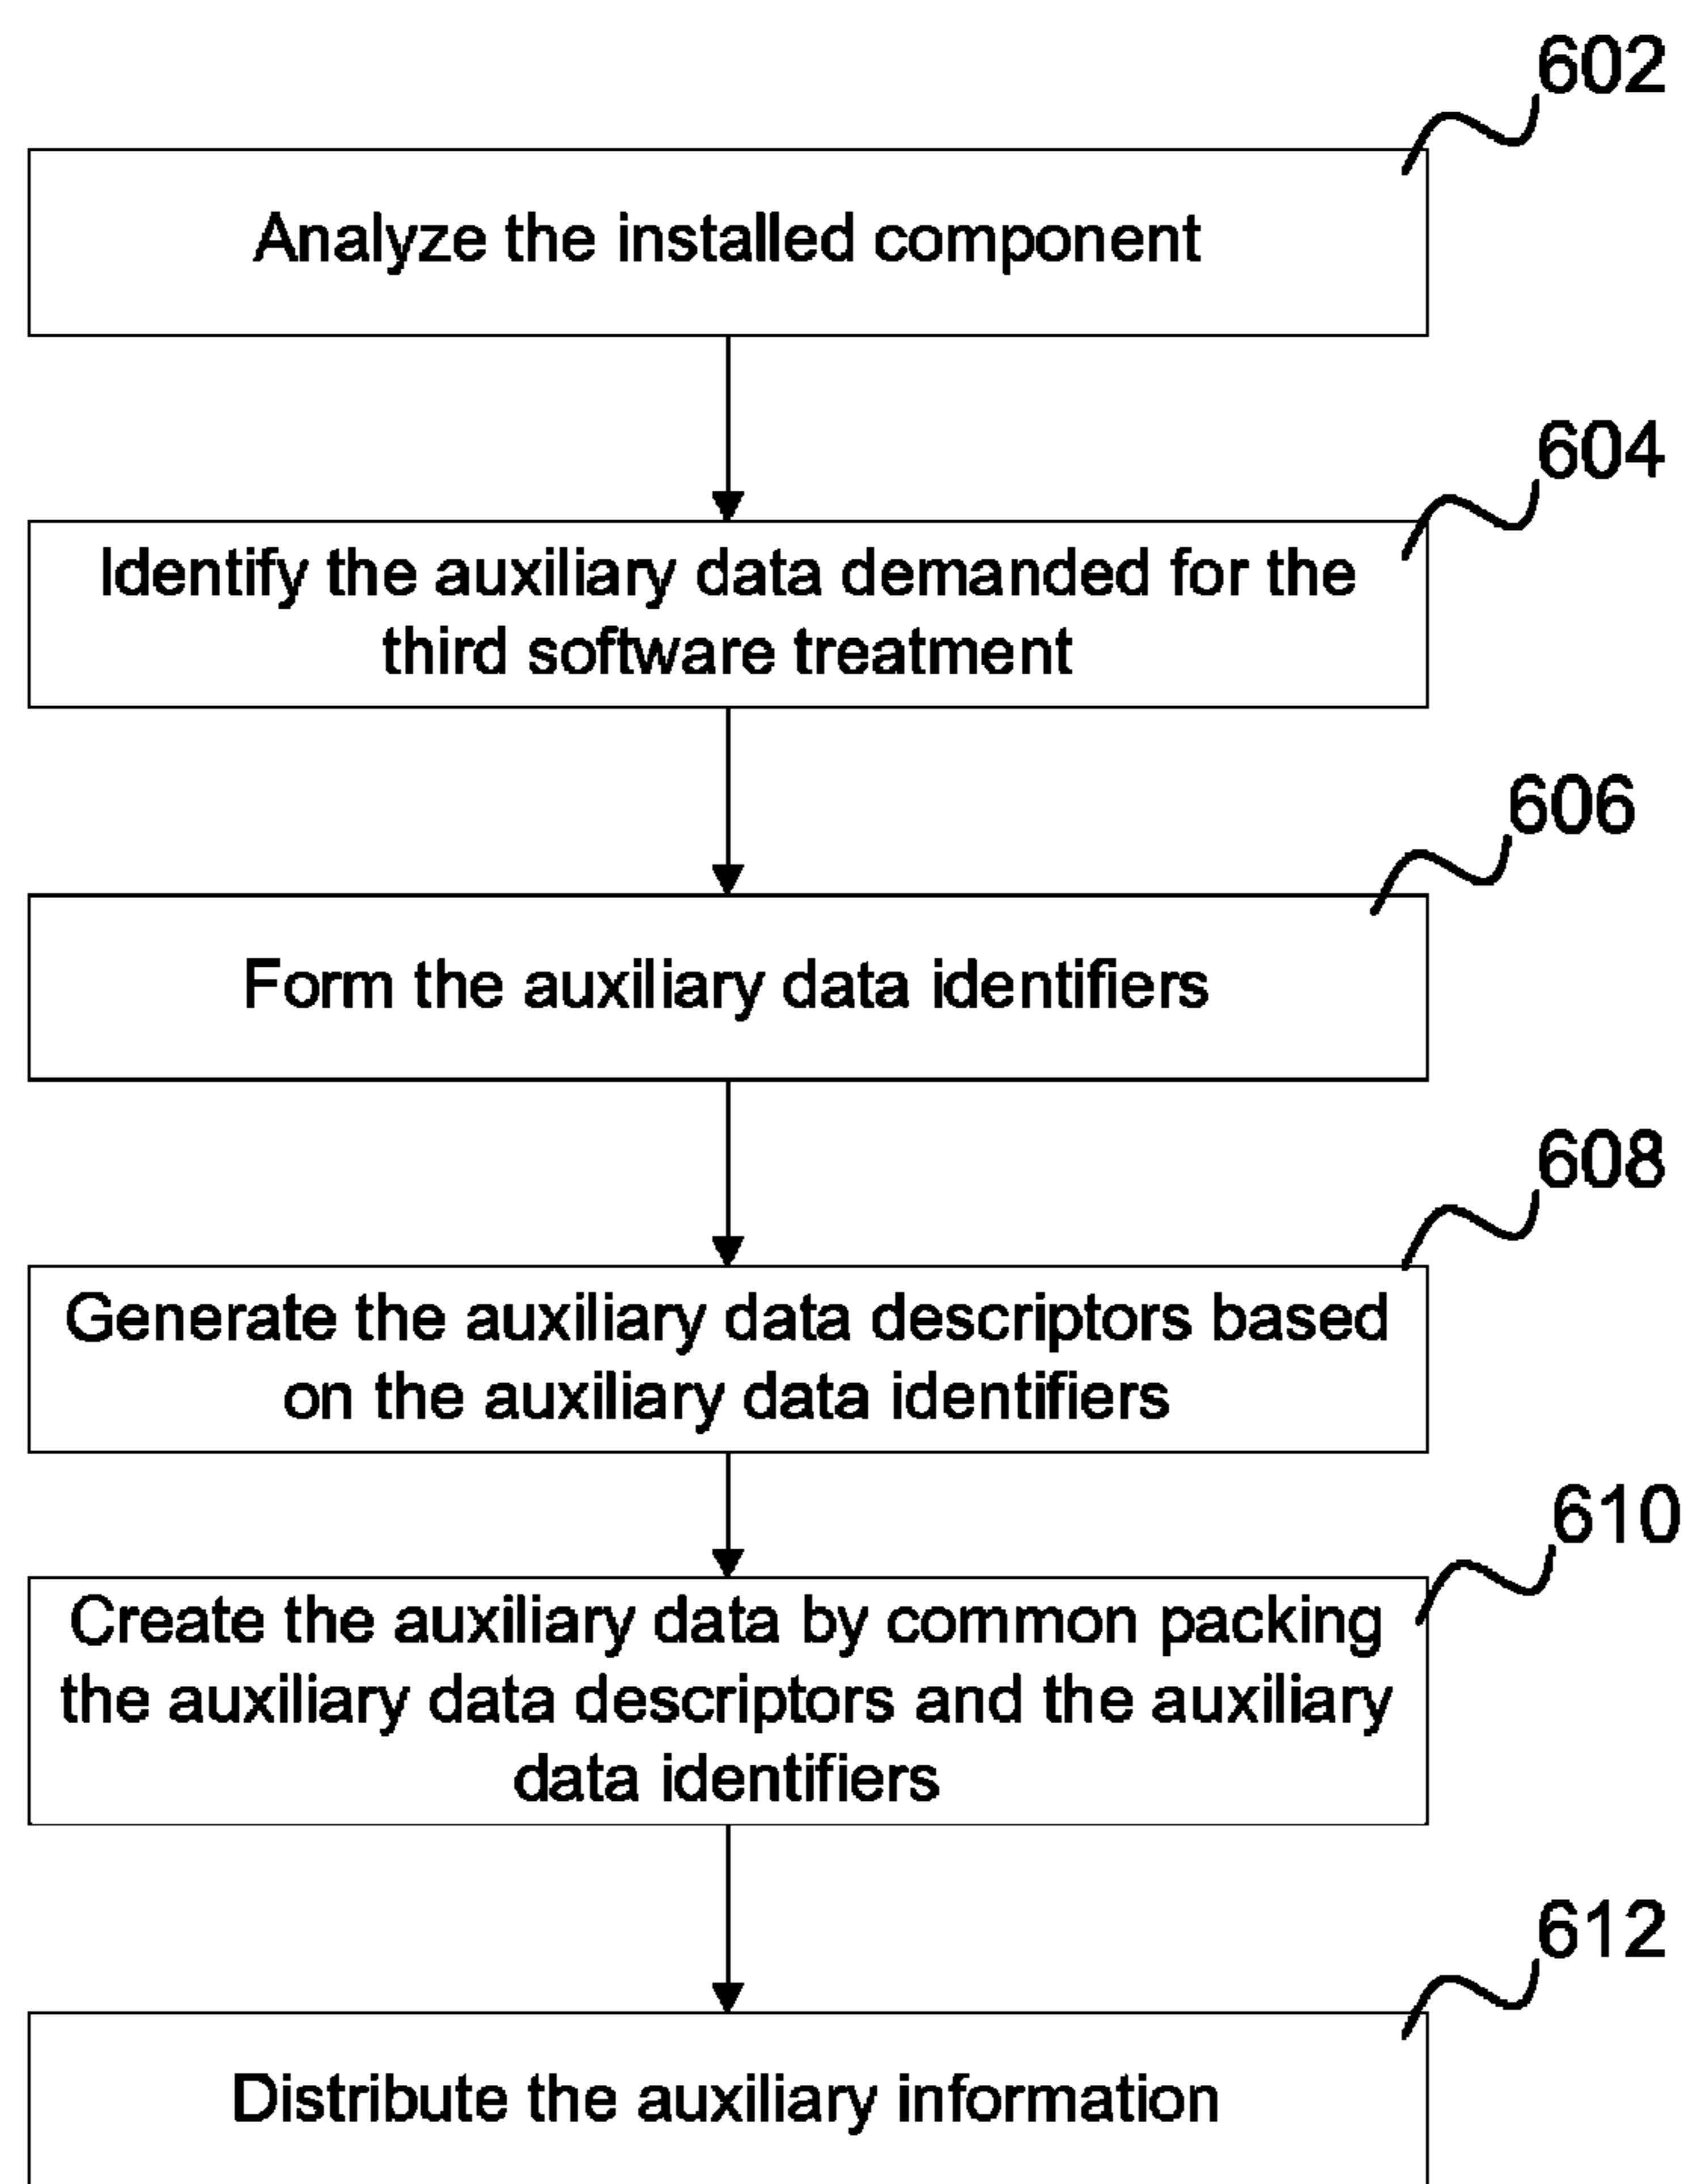 602
Analyze the installed component
604
Identify the auxiliary data demanded for the
third software treatment
606
Form the auxiliary data identifiers
608
Generate the auxiliary data descriptors based
on the auxiliary data identifiers
610
Create the auxiliary data by common packing
the auxiliary data descriptors and the auxiliary
data identifiers
612
Distribute the auxiliary information